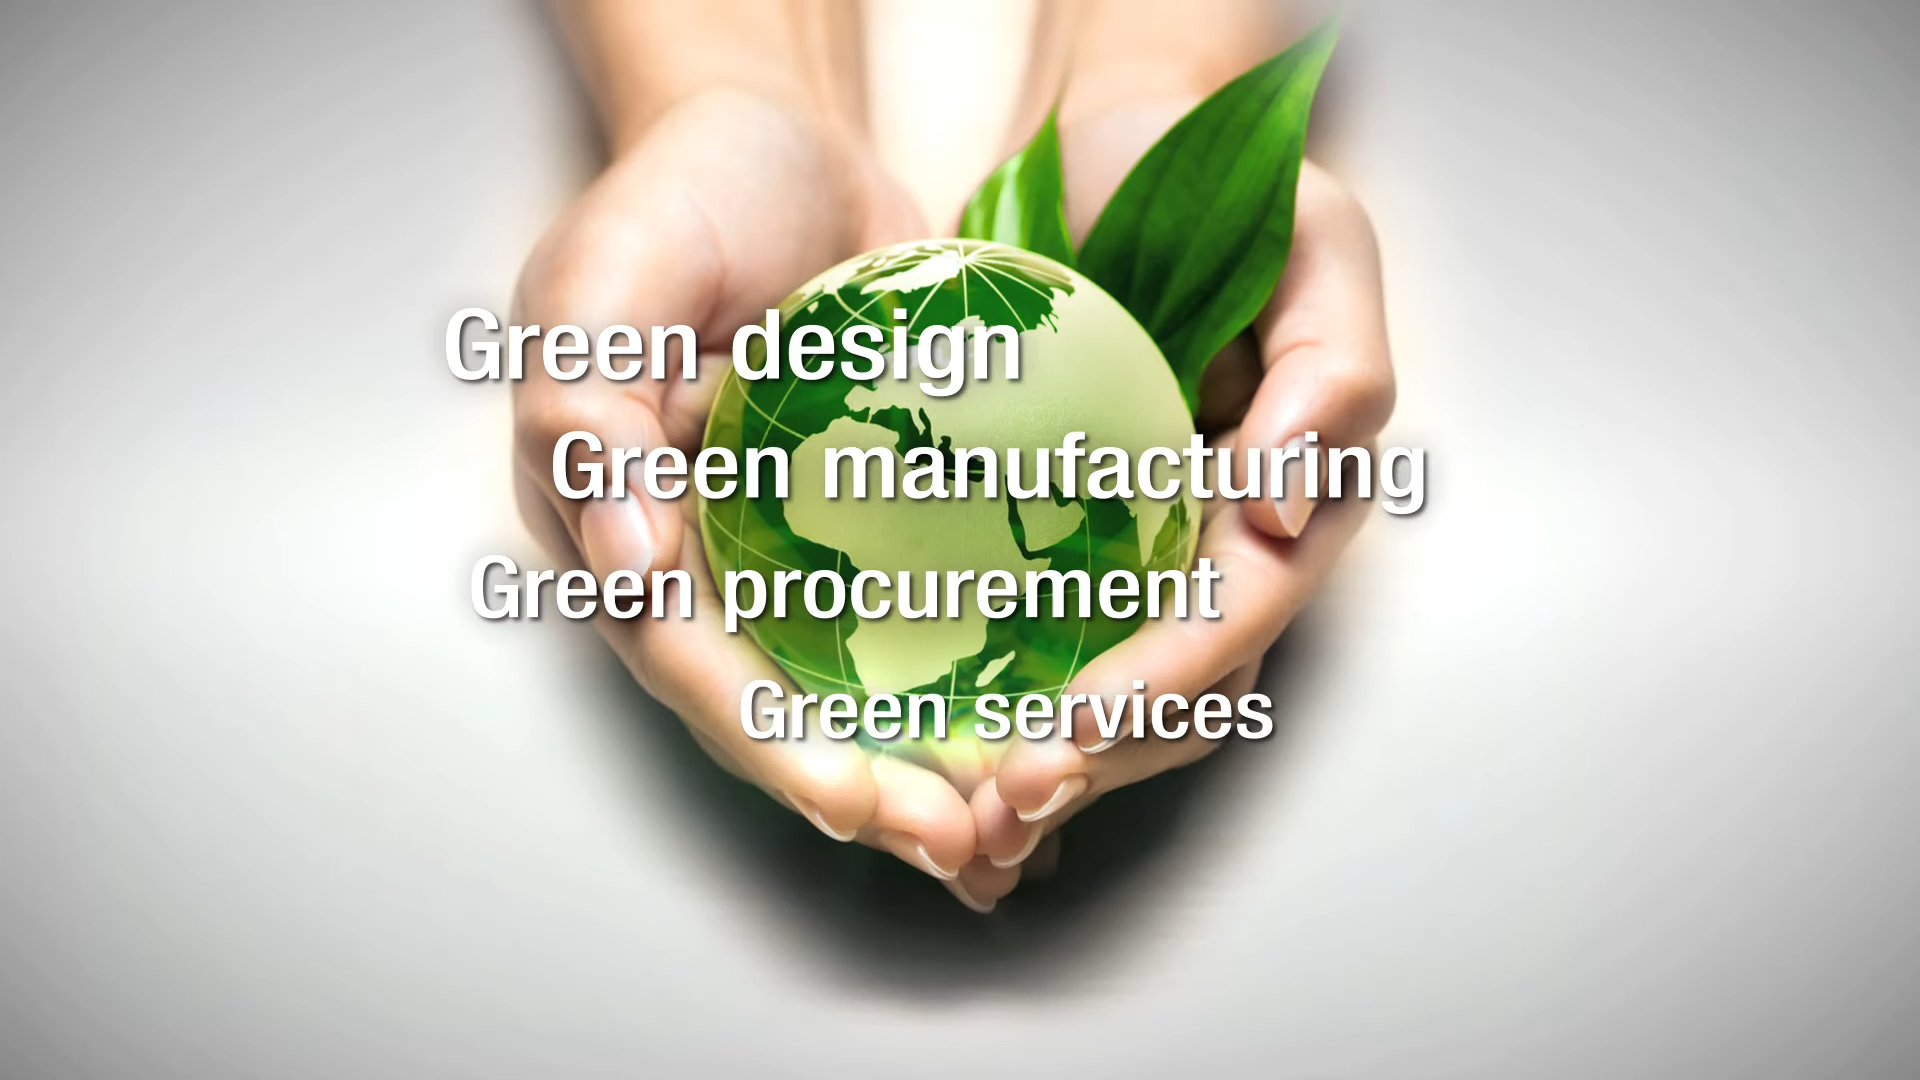 Green design
Green manufacturing
Green procurement
Green services